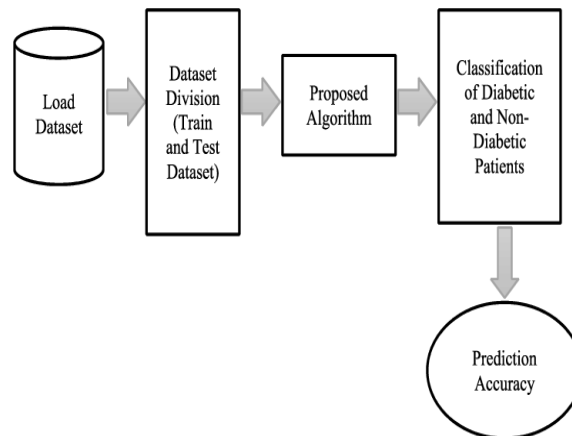 Load
Dataset
Dataset
Division
(Train
and Test
Dataset)
Proposed
Algorithm
Classification
of Diabetic
and Non-
Diabetic
Patients
Prediction
Accuracy